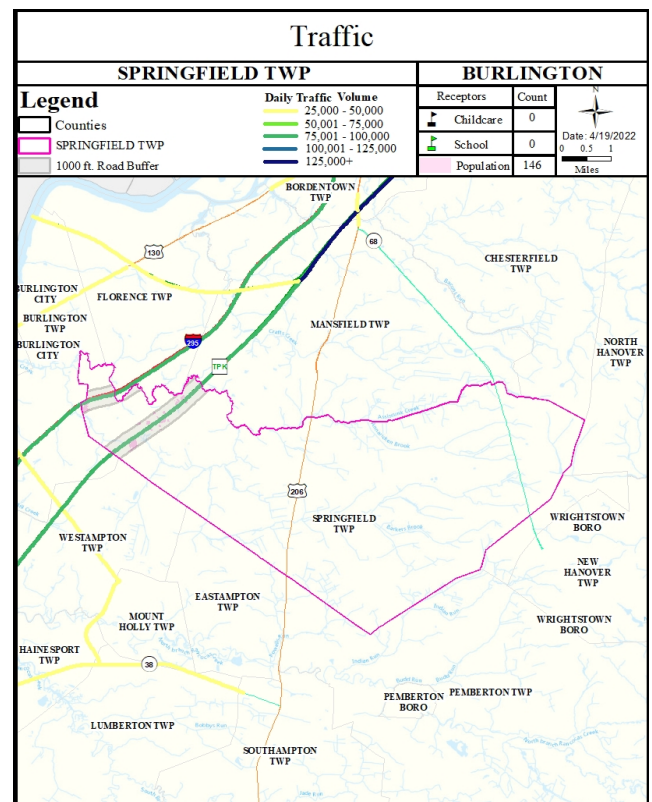 Traffic
SPRINGFIELD TWP
BURLINGTON
Legend
Counties
SPRINGFIELD TWP
1000 ft. Road Buffer
Daily Traffic Volume
25,000 - 50,000
50,001 - 75,000
75,001 - 100,000
100,001 - 125,000
125,000+
Receptors Count
Childcare 0
School 0
Population 146
N
Date: 4/19/2022
0 0.5 1
Miles
BORDENTOWN
TWP
68
130
CHESTERFIELD
TWP
BURLINGTON
CITY
FLORENCE TWP
BURLINGTON
TWP
MANSFIELD TWP
BURLINGTON
CITY
295
NORTH
HANOVER
TWP
TPK
206
SPRINGFIELD
TWP
WRIGHTSTOWN
BORO
WESTAMPTON
TWP
NEW
HANOVER
TWP
EASTAMPTON
TWP
MOUNT
HOLLY TWP
WRIGHTSTOWN
BORO
HAINESPORT
TWP
38
PEMBERTON
BORO
PEMBERTON TWP
LUMBERTON TWP
SOUTHAMPTON
TWP